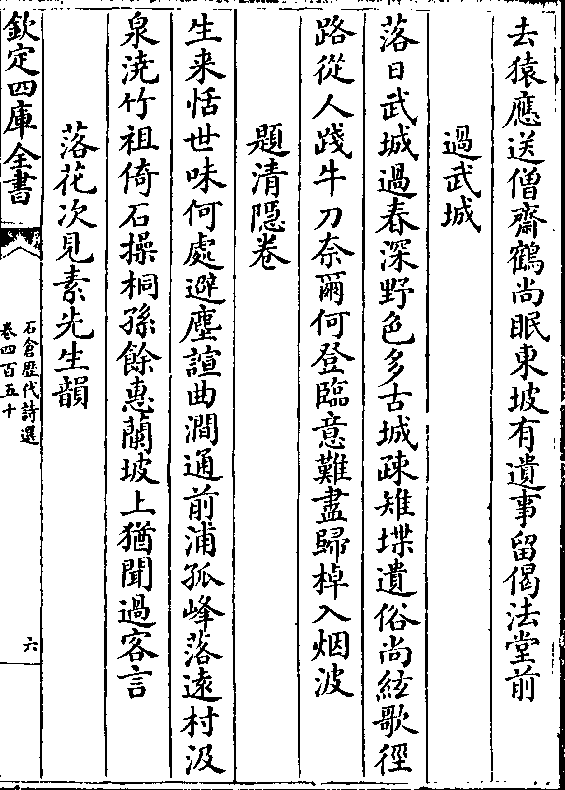 去猿應送僧齋鶴尚眠東坡有遺事留偈法堂前
過武城
落日武城過春深野色多古城疎雉堞遺俗尚絃歌徑
路從人踐牛刀奈爾何登臨意難盡歸棹入烟波
題清隱卷
生来恬世味何處避塵諠曲澗通前浦孤峰落遠村汲
泉澆竹祖倚石操桐孫餘惠蘭坡上猶聞過客言
落花次見素先生韻
欽定四庫全書
石倉歴代詩選
卷四百五十
六